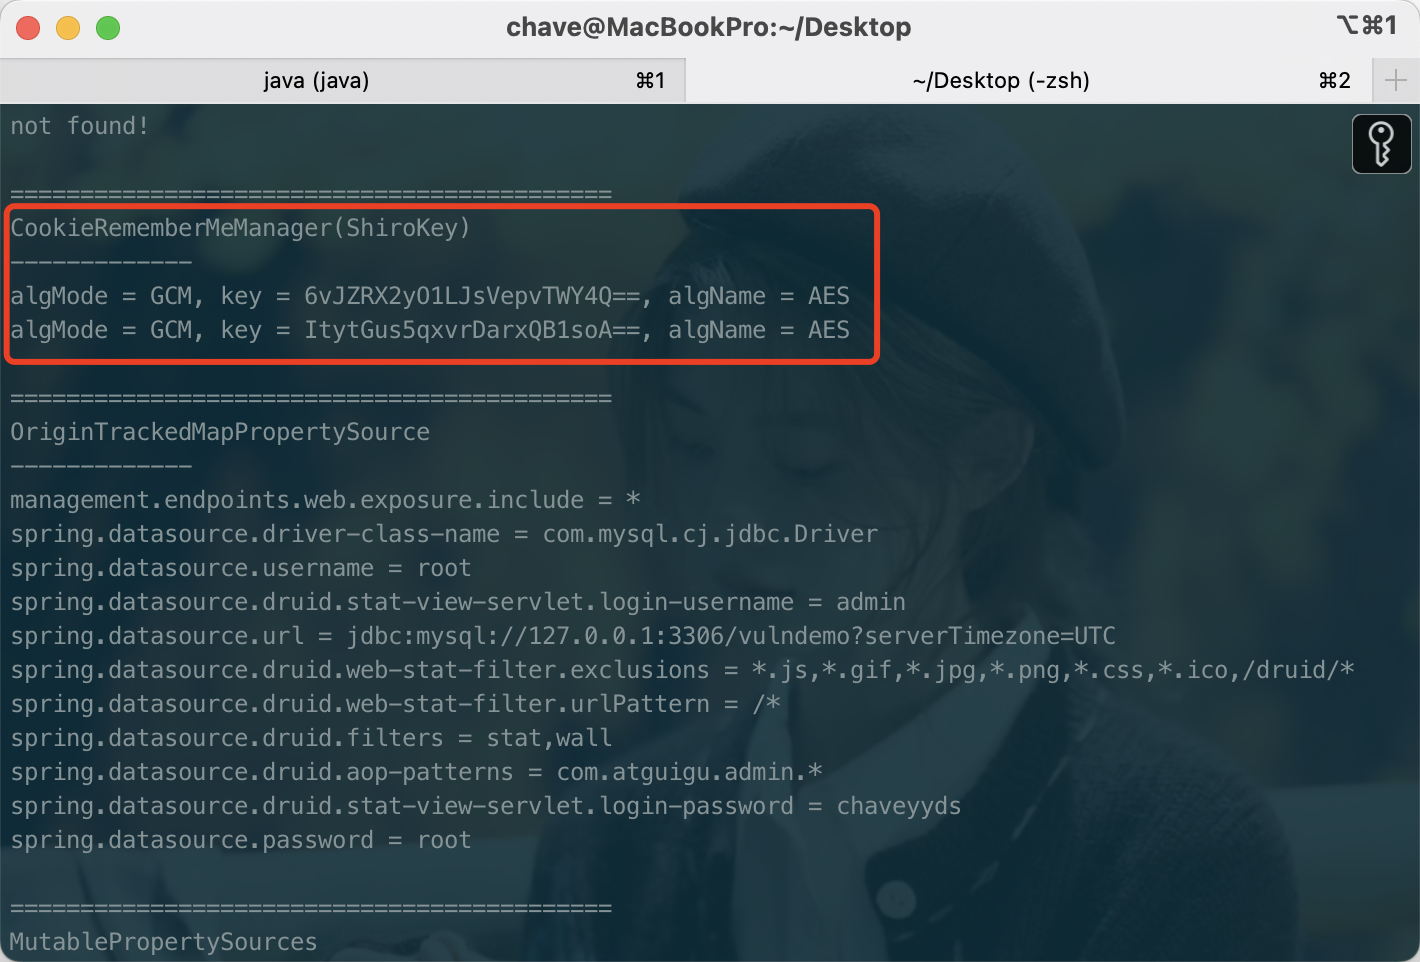 chave@MacBookPro:~/Desktop
⌥⌘1
java (java) ⌘1
~/Desktop (-zsh) ⌘2
not found!
===========================================
CookieRememberMeManager(ShiroKey)
-------------
algMode = GCM, key = 6vJZRX2yO1LJsVepvTWY4Q==, algName = AES
algMode = GCM, key = ItytGus5qxvrDarxQB1soA==, algName = AES
===========================================
OriginTrackedMapPropertySource
-------------
management.endpoints.web.exposure.include = *
spring.datasource.driver-class-name = com.mysql.cj.jdbc.Driver
spring.datasource.username = root
spring.datasource.druid.stat-view-servlet.login-username = admin
spring.datasource.url = jdbc:mysql://127.0.0.1:3306/vulndemo?serverTimezone=UTC
spring.datasource.druid.web-stat-filter.exclusions = *.js,*.gif,*.jpg,*.png,*.css,*.ico,/druid/*
spring.datasource.druid.web-stat-filter.urlPattern = /*
spring.datasource.druid.filters = stat,wall
spring.datasource.druid.aop-patterns = com.atguigu.admin.*
spring.datasource.druid.stat-view-servlet.login-password = chaveyyds
spring.datasource.password = root
===========================================
MutablePropertySources